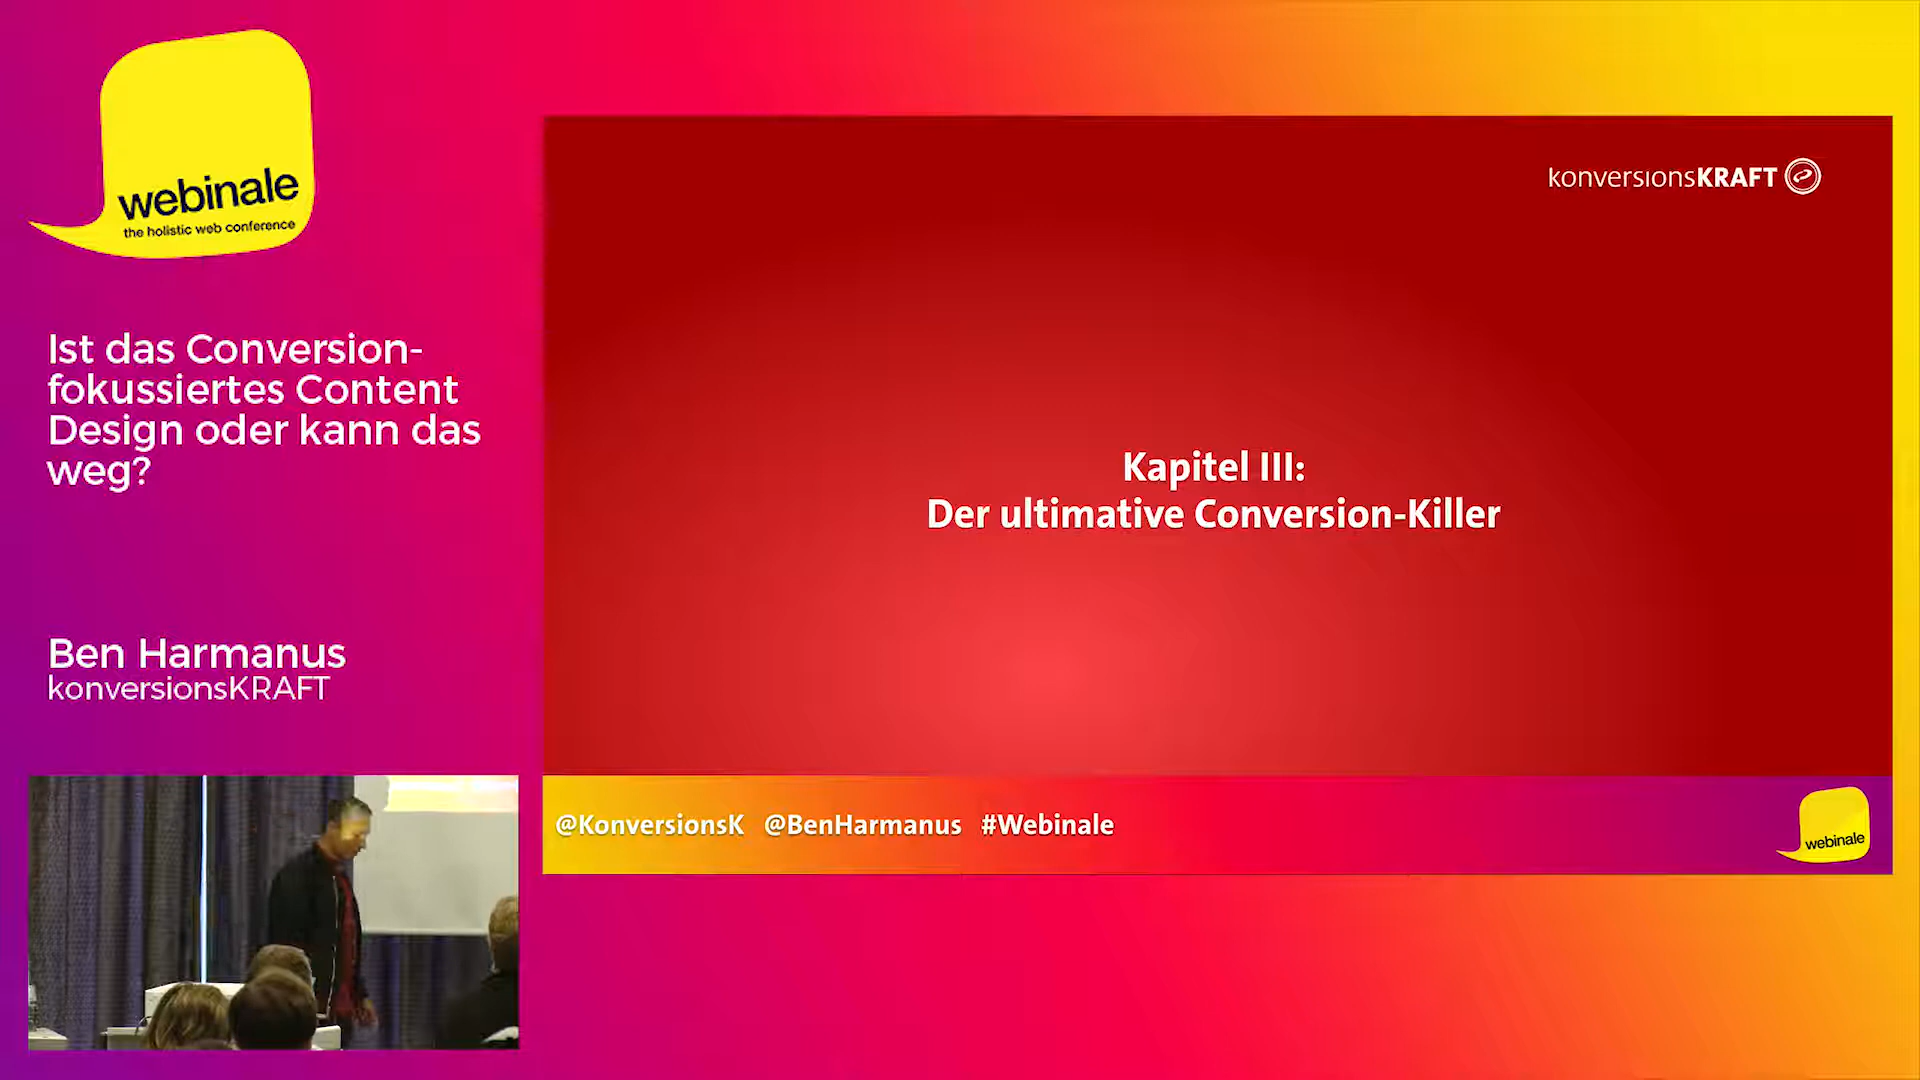 webinale
the holistic web conference
Ist das Conversion-
fokussiertes Content
Design oder kann das
weg?
Ben Harmanus
konversionsKRAFT
konversionsKRAFT
Kapitel III:
Der ultimative Conversion-Killer
@KonversionsK @BenHarmanus #Webinale
webinale